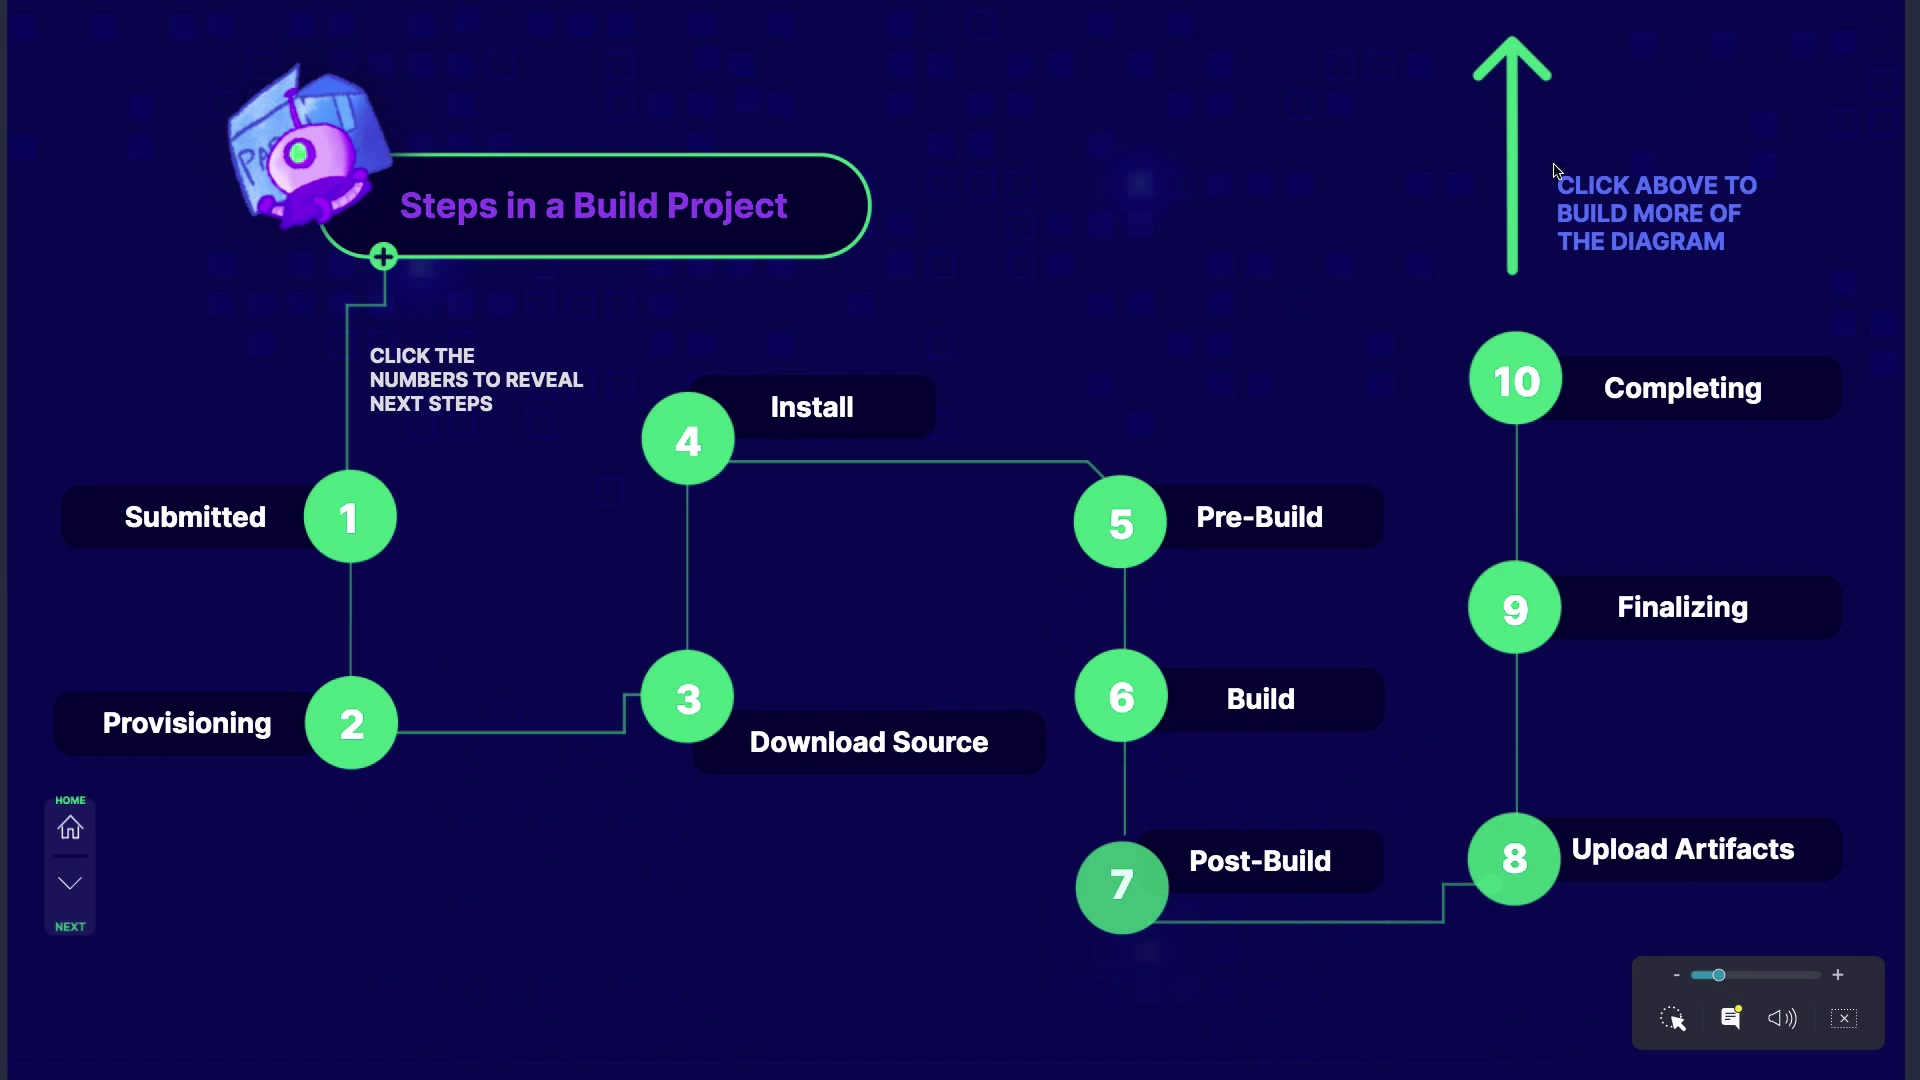 Steps in a Build Project
CLICK ABOVE TO
BUILD MORE OF
THE DIAGRAM
CLICK THE
NUMBERS TO REVEAL
NEXT STEPS
1
Submitted
2
Provisioning
3
Download Source
4
Install
5
Pre-Build
6
Build
7
Post-Build
8
Upload Artifacts
9
Finalizing
10
Completing
HOME
NEXT